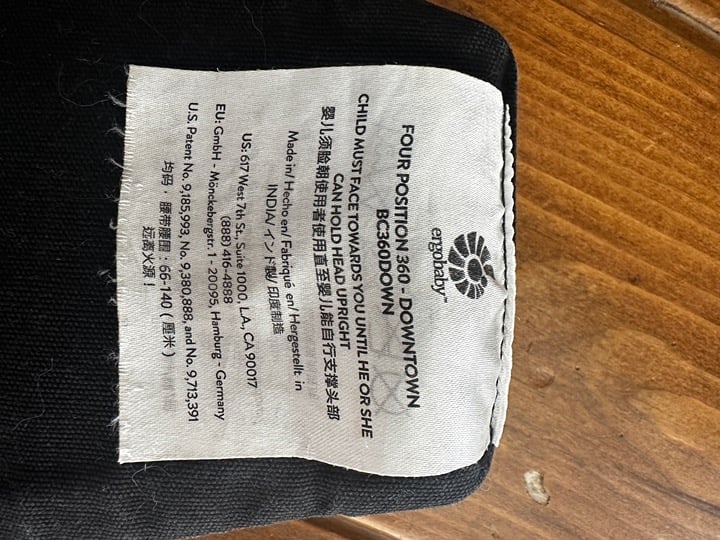 ergobaby™
FOUR POSITION 360 - DOWNTOWN
BC360DOWN
CHILD MUST FACE TOWARDS YOU UNTIL HE OR SHE
CAN HOLD HEAD UPRIGHT
婴儿须脸朝使用者使用直至婴儿能自行支撑头部
Made in/ Hecho en/ Fabriqué en/ Hergestellt in
INDIA/ インド製/ 印度制造
US: 617 West 7th St., Suite 1000, L.A., CA 90017
(888) 416-4888
EU: GmbH - Mönckebergstr. 1 - 20095, Hamburg - Germany
U.S. Patent No. 9,185,993, No. 9,380,888, and No. 9,713,391
均码，腰带腰围：66-140（厘米）
远离火源！